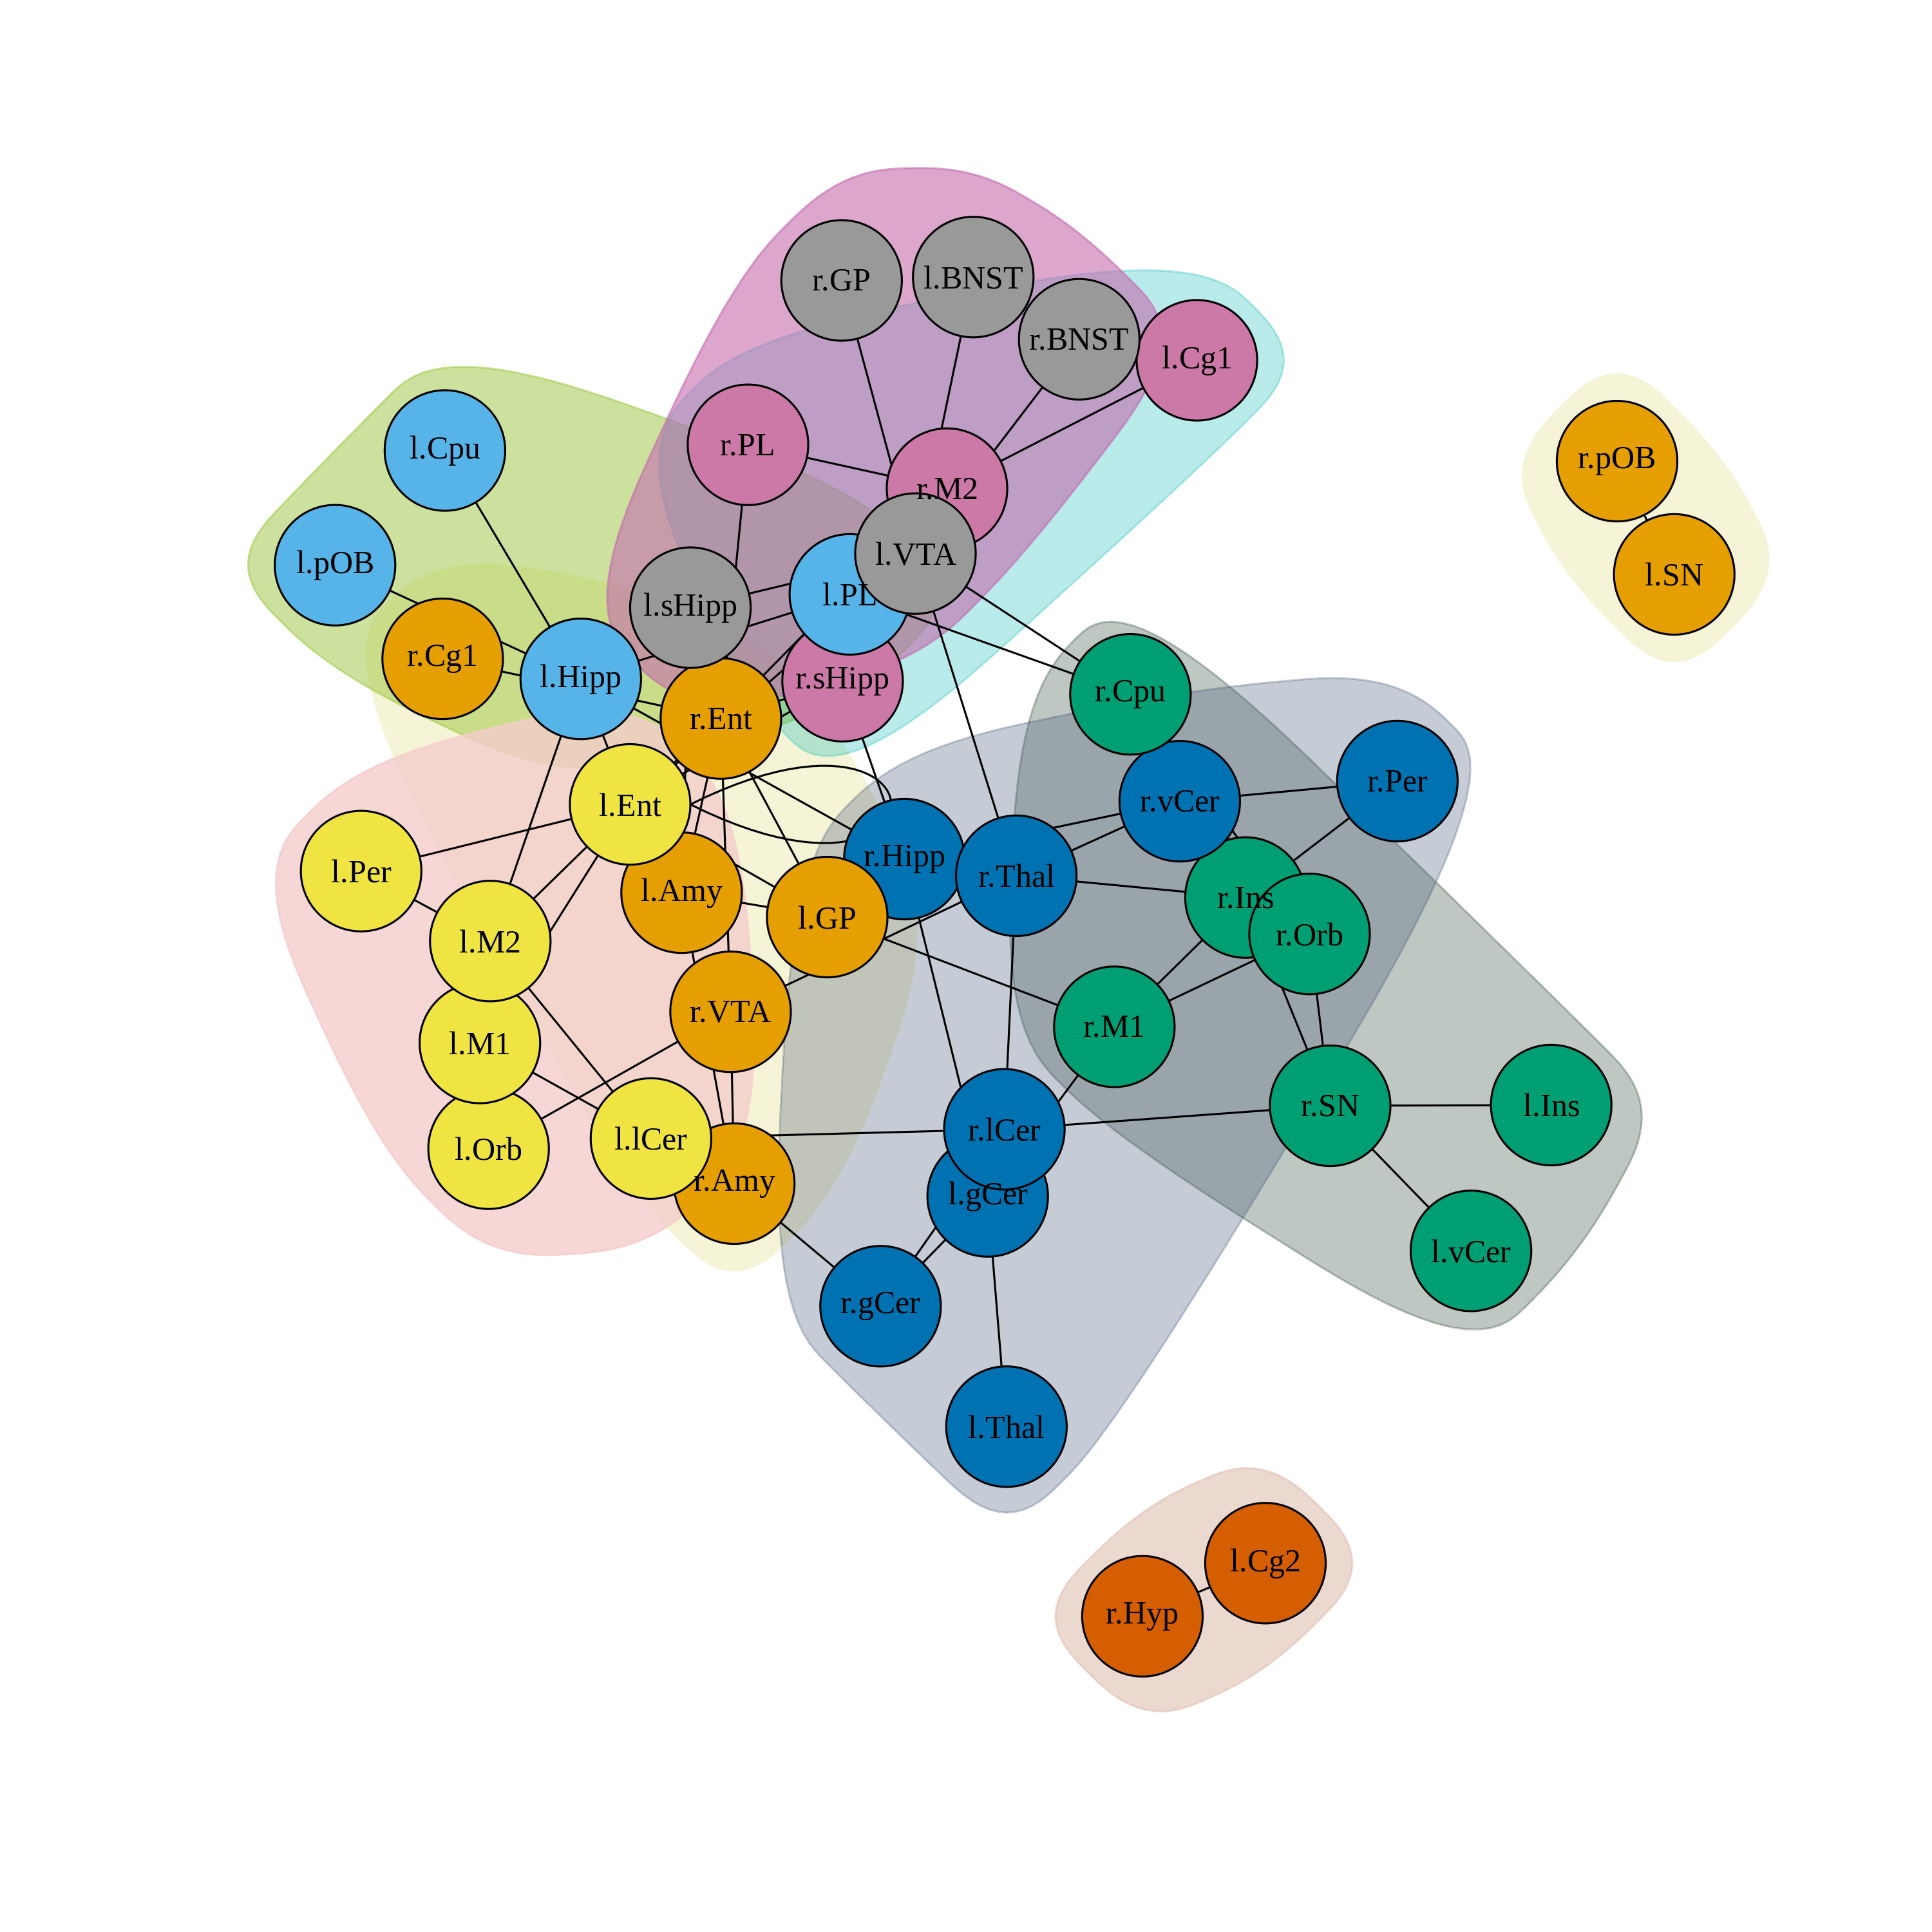 l.BNST
r.GP
r.BNST
l.Cg1
r.PL
l.Cpu
r.pOB
r.M2
l.VTA
l.pOB
l.SN
l.PL
l.sHipp
r.Cg1
l.Hipp
r.sHipp
r.Cpu
r.Ent
r.Per
r.vCer
l.Ent
r.Hipp
l.Per
r.Thal
l.Amy
r.Ins
l.GP
r.Orb
l.M2
r.VTA
r.M1
l.M1
r.SN
l.Ins
r.lCer
l.lCer
l.Orb
r.Amy
l.gCer
l.vCer
r.gCer
l.Thal
l.Cg2
r.Hyp